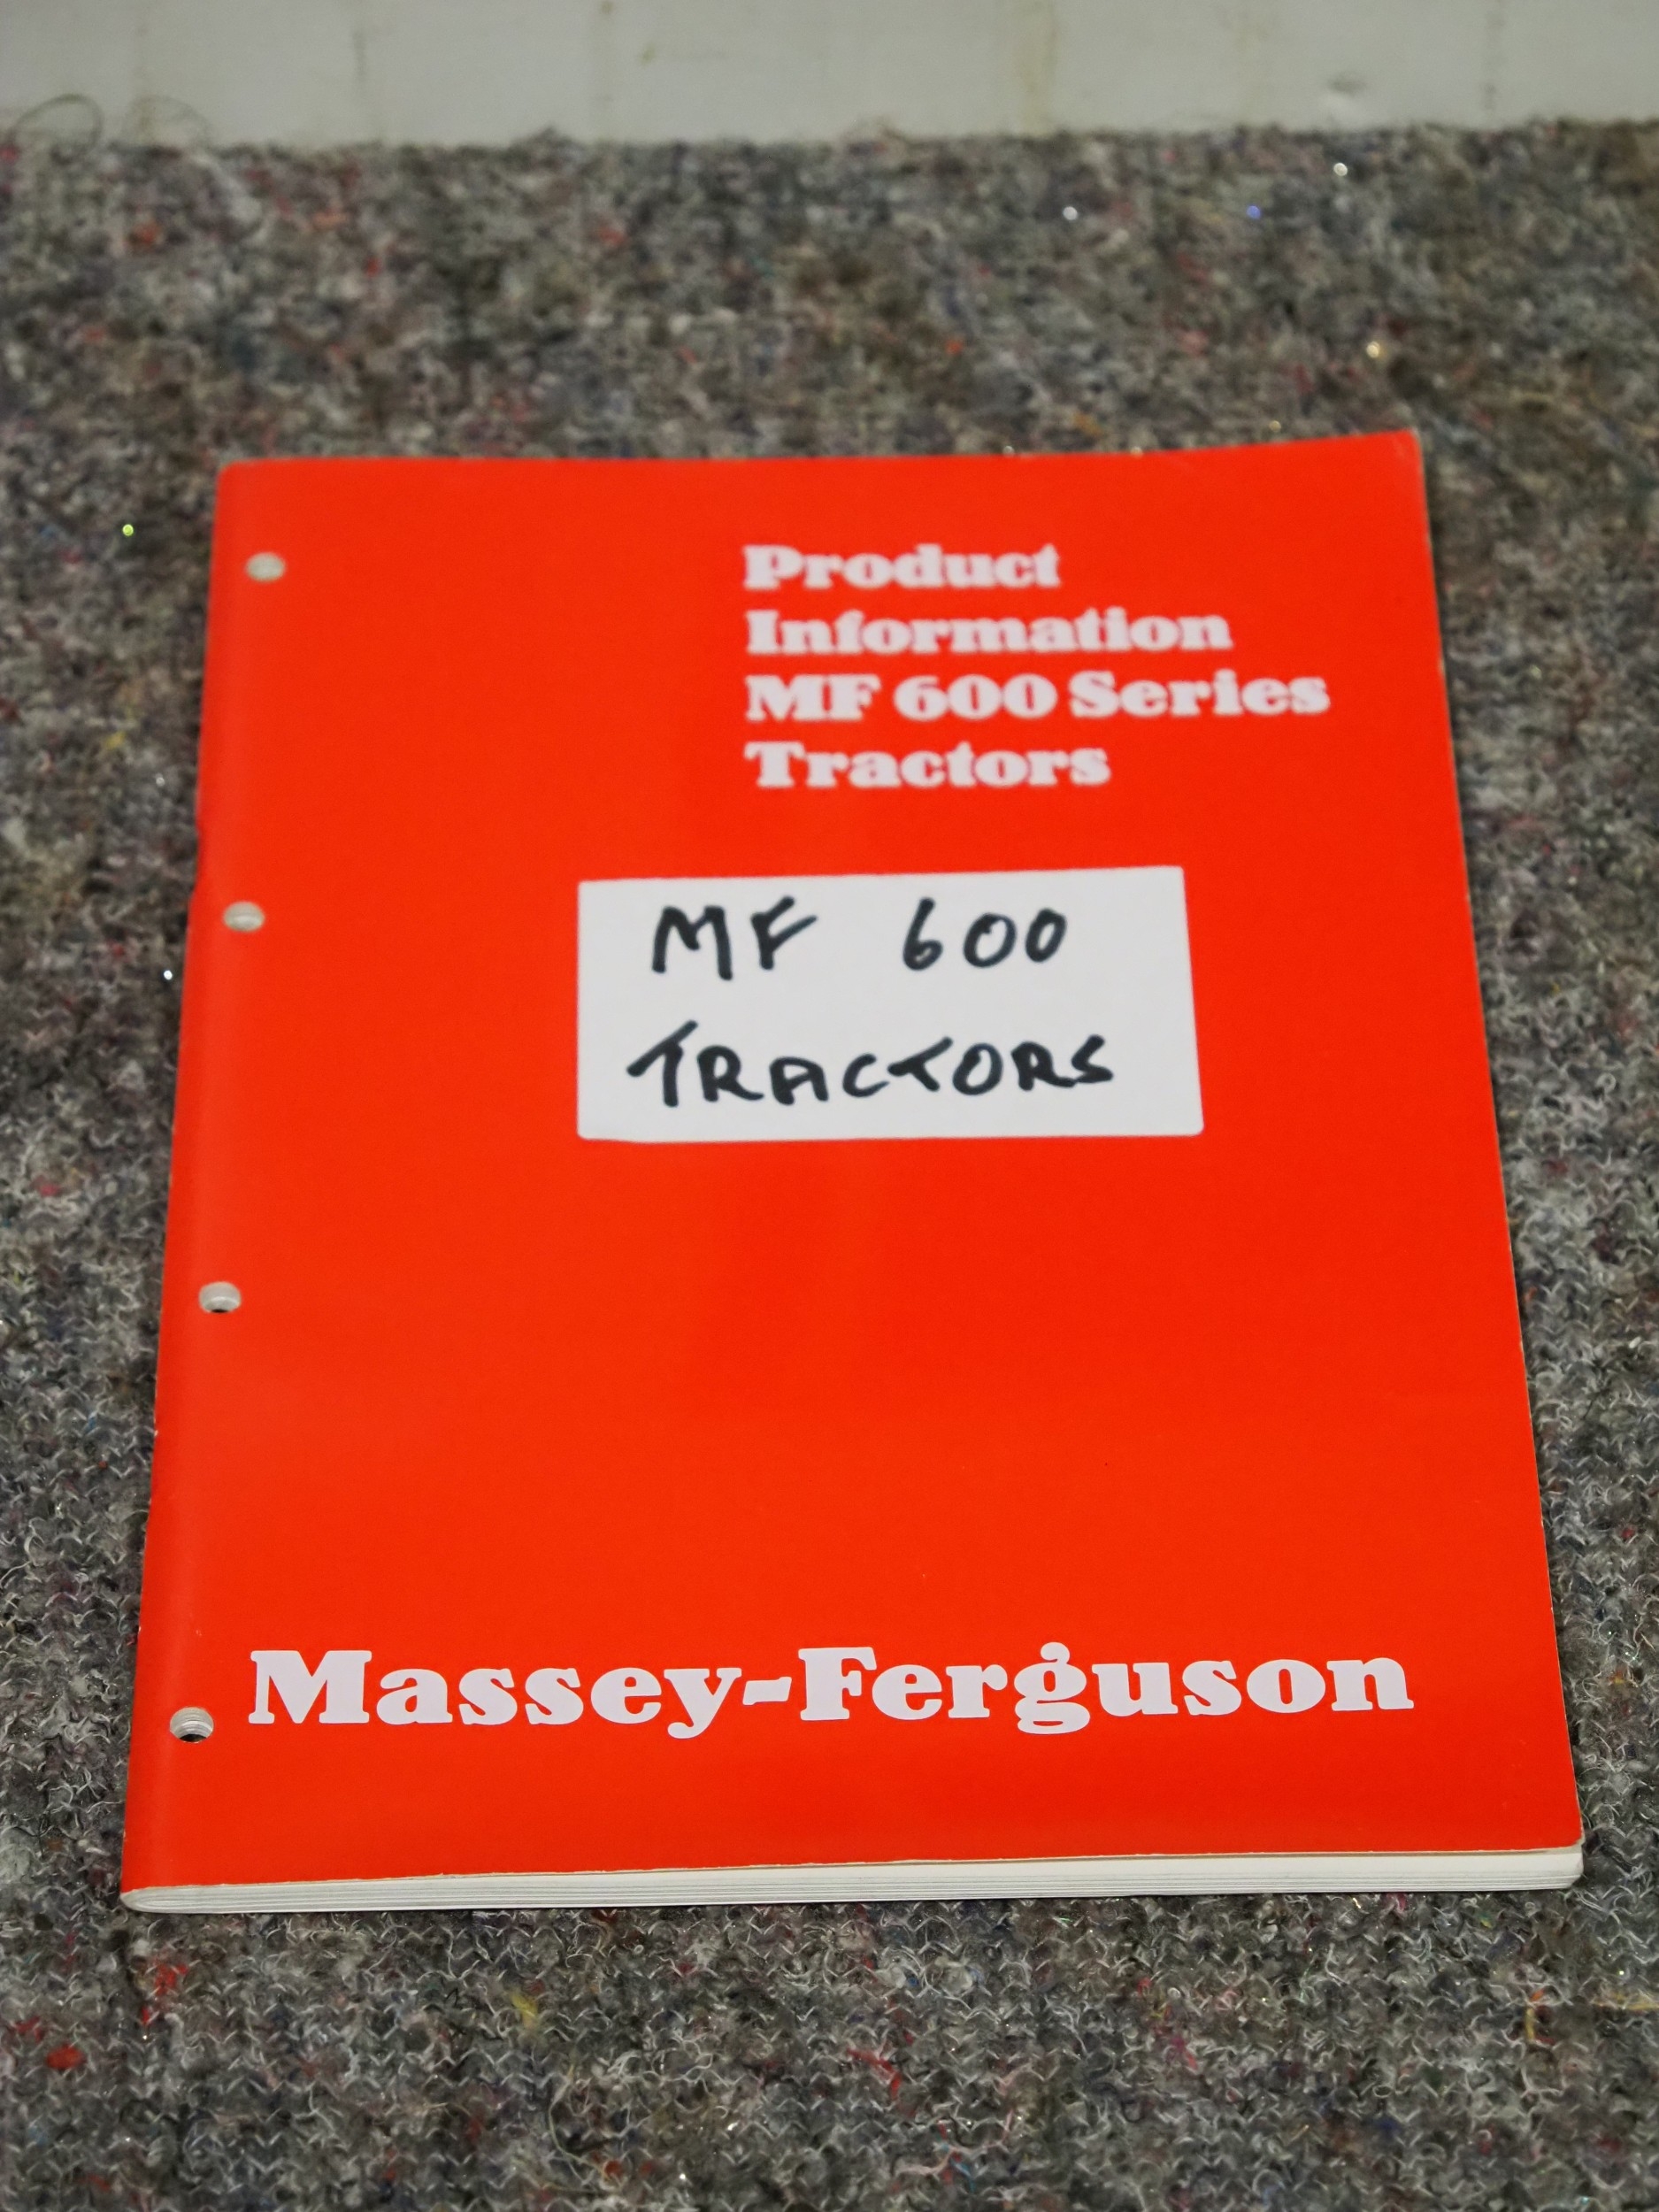 Product
Information
MF 600 Series
Tractors
MF 600
TRACTORS
Massey-Ferguson